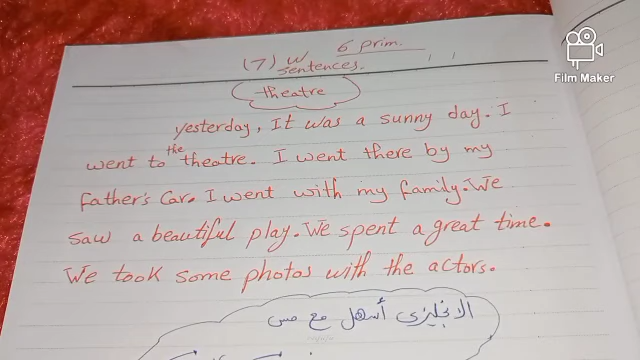 6 prim.
(7) w
sentences.
theatre
yesterday, It was a sunny day. I
went to the theatre. I went there by my
father's Car. I went with my family. We
saw a beautiful play. We spent a great time.
We took some photos with the actors.
الانجليزى أسهل مع مس
Film Maker